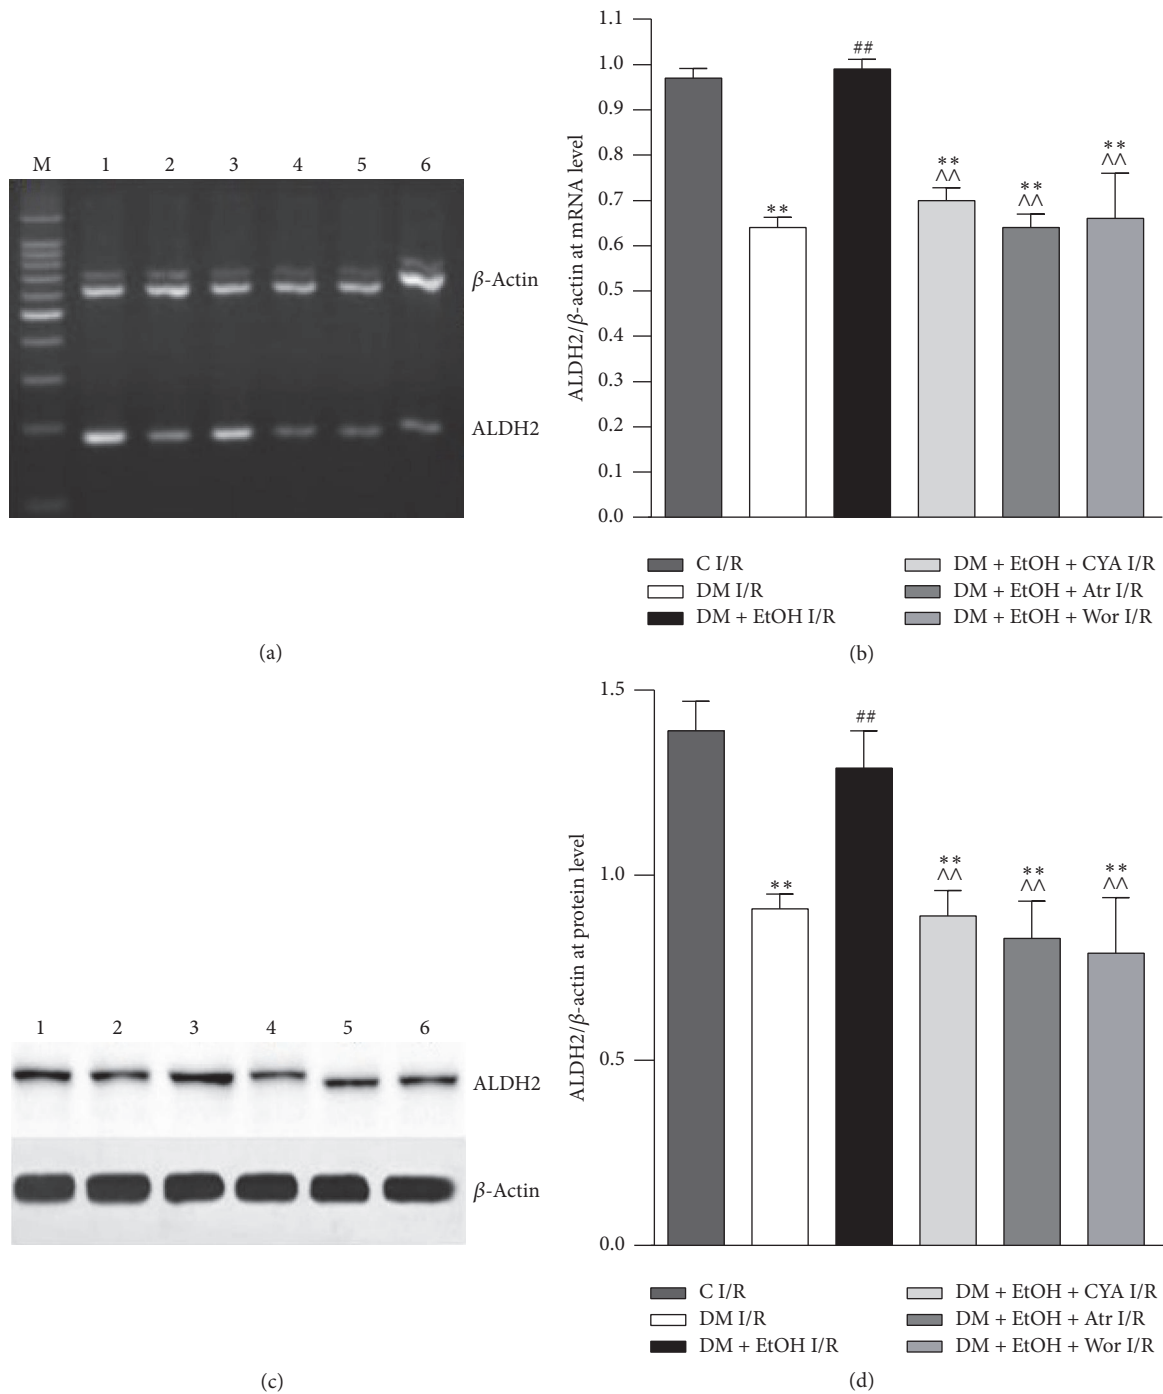 M 1 2 3 4 5 6
β-Actin
ALDH2
(a)
ALDH2/β-actin at mRNA level
1.1
1.0
0.9
0.8
0.7
0.6
0.5
0.4
0.3
0.2
0.1
0.0
**
##
**
^^
**
^^
**
^^
C I/R
DM I/R
DM + EtOH I/R
DM + EtOH + CYA I/R
DM + EtOH + Atr I/R
DM + EtOH + Wor I/R
(b)
1 2 3 4 5 6
ALDH2
β-Actin
(c)
ALDH2/β-actin at protein level
1.5
1.0
0.5
0.0
**
##
**
^^
**
^^
**
^^
C I/R
DM I/R
DM + EtOH I/R
DM + EtOH + CYA I/R
DM + EtOH + Atr I/R
DM + EtOH + Wor I/R
(d)